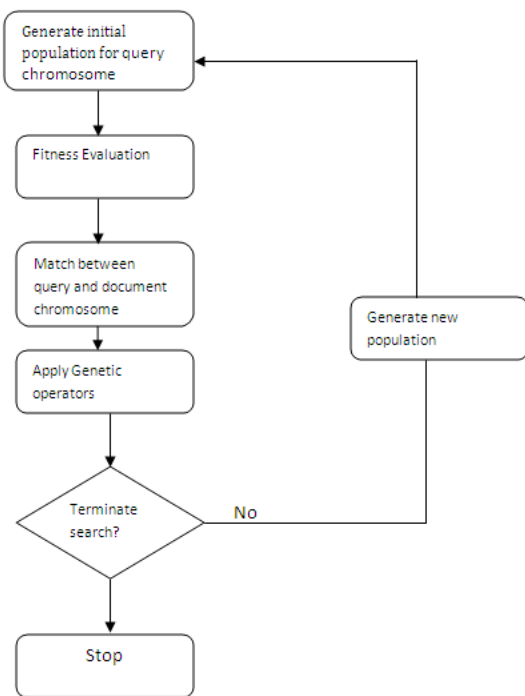 Generate initial
population for query
chromosome
Fitness Evaluation
Match between
query and document
chromosome
Generate new
population
Apply Genetic
operators
Terminate
search?
No
Stop